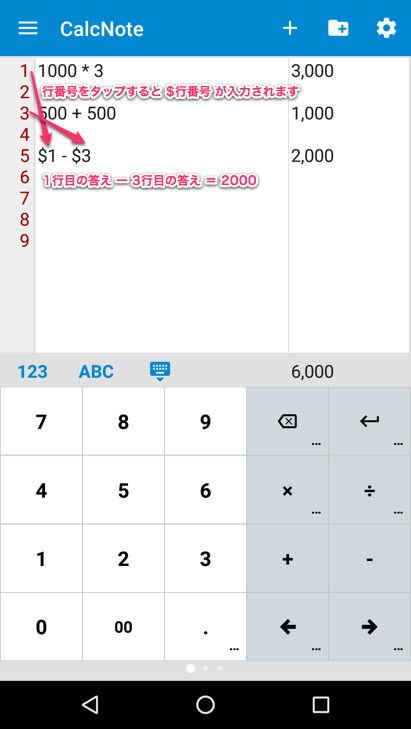 CalcNote
1 1000 * 3 3,000
2 行番号をタップすると $行番号 が入力されます
3 500 + 500 1,000
4
5 $1 - $3 2,000
6 1行目の答え ー 3行目の答え = 2000
7
8
9
123 ABC 6,000
7 8 9 ...  ...
4 5 6 × ... ÷ ...
1 2 3 + -
0 00 . ... ← ... → ...